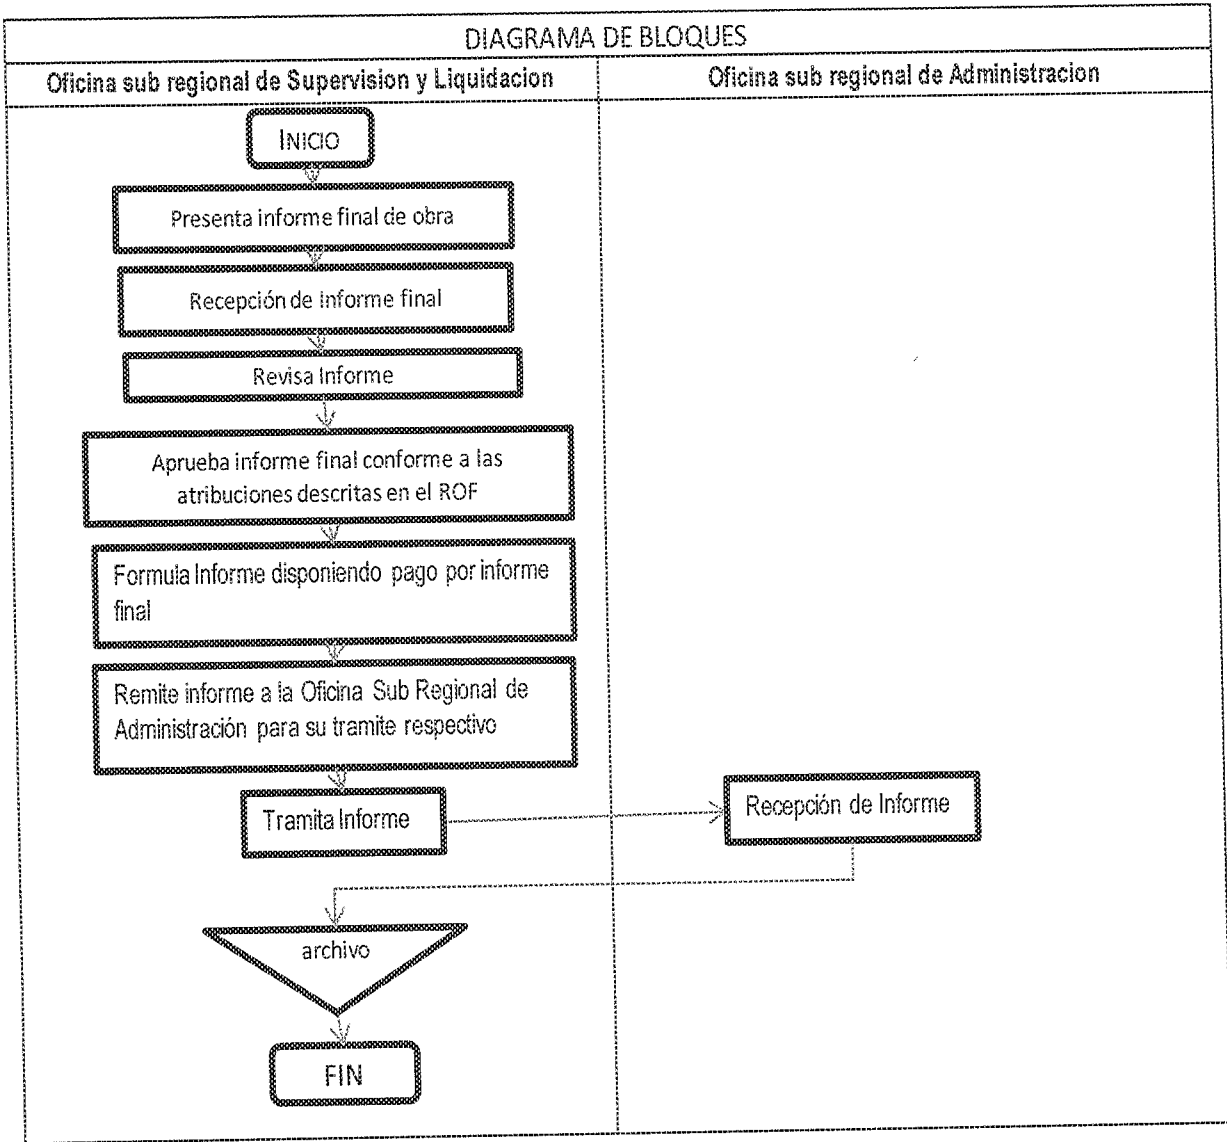 DIAGRAMA DE BLOQUES
Oficina sub regional de Supervision y Liquidacion
Oficina sub regional de Administracion
INICIO
Presenta informe final de obra
Recepción de Informe final
Revisa Informe
Aprueba informe final conforme a las
atribuciones descritas en el ROF
Formula Informe disponiendo pago por informe
final
Remite informe a la Oficina Sub Regional de
Administración para su tramite respectivo
Tramita Informe
Recepción de Informe
archivo
FIN